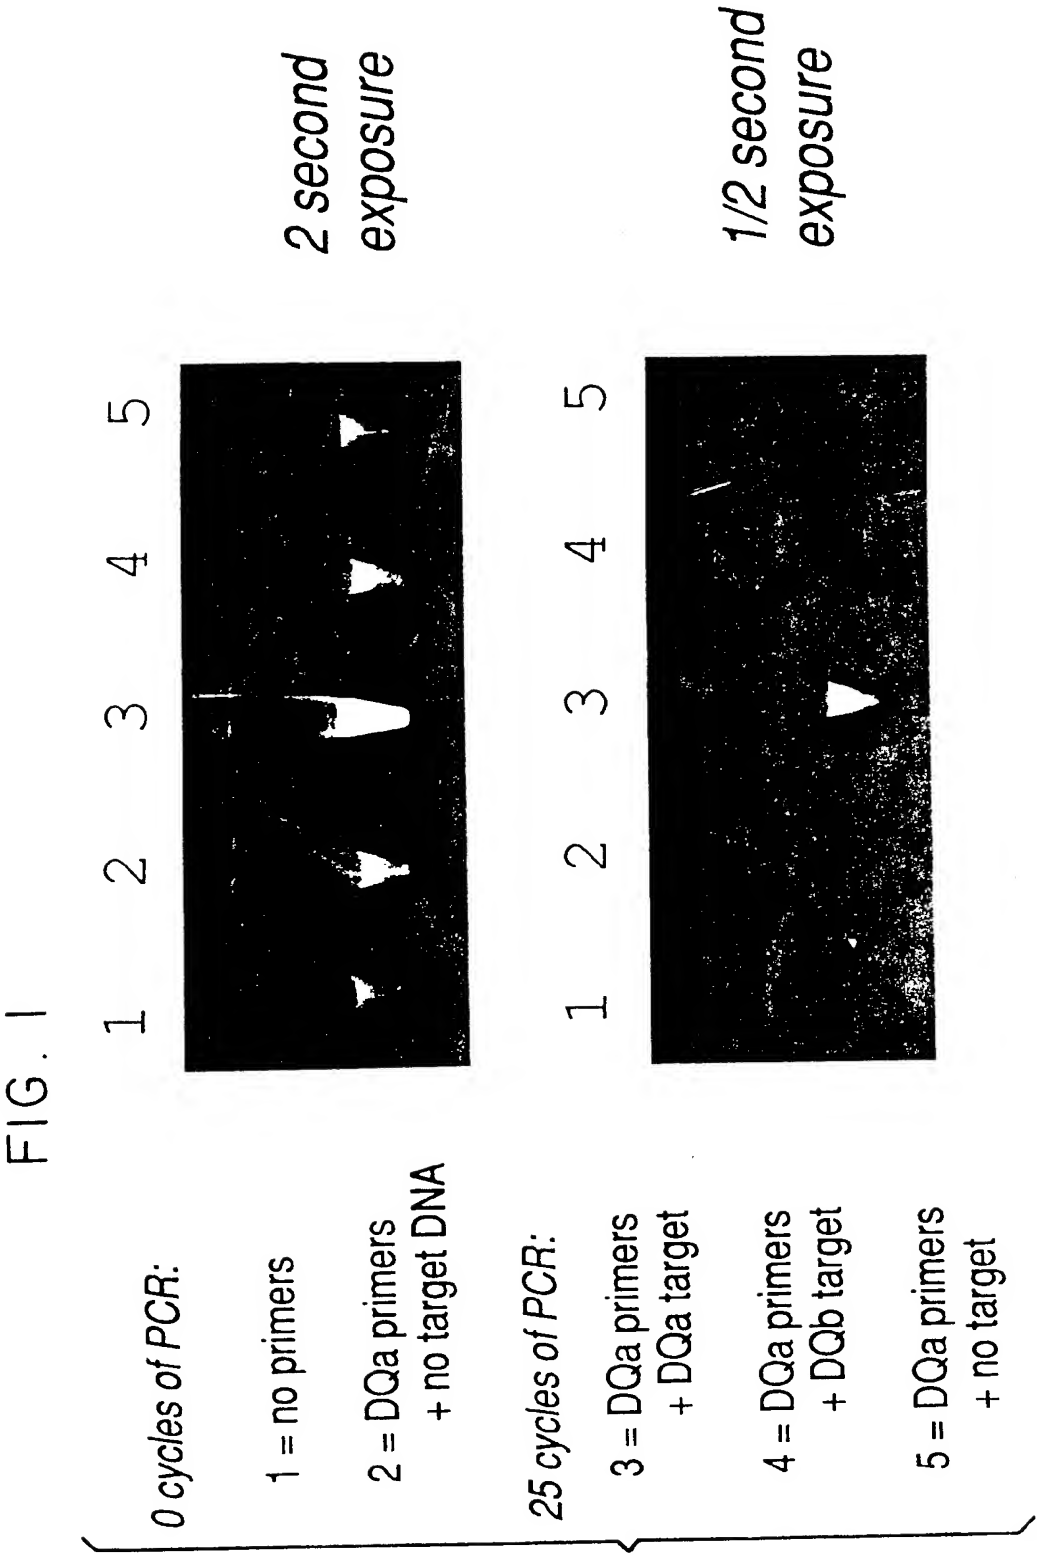 FIG. 1
0 cycles of PCR:
1 = no primers
2 = DQa primers
+ no target DNA
25 cycles of PCR:
3 = DQa primers
+ DQa target
4 = DQa primers
+ DQb target
5 = DQa primers
+ no target
1 2 3 4 5
2 second
exposure
1 2 3 4 5
1/2 second
exposure